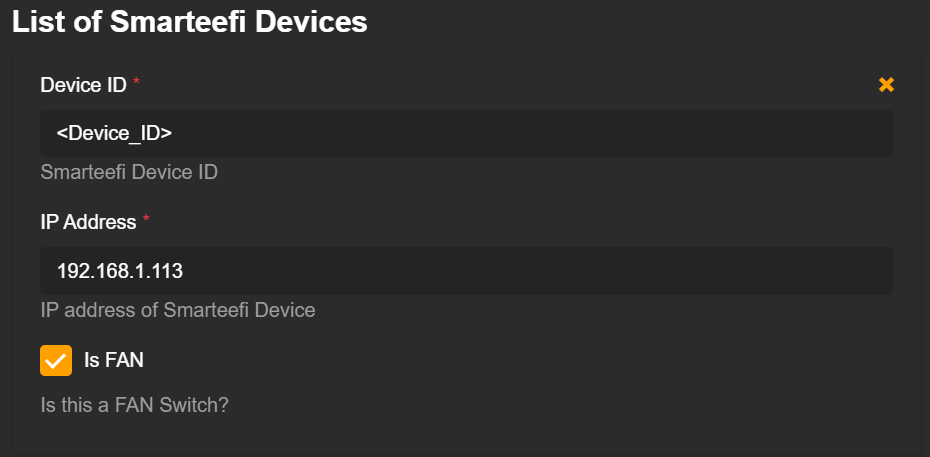 List of Smarteefi Devices
Device ID *
<Device_ID>
Smarteefi Device ID
IP Address *
192.168.1.113
IP address of Smarteefi Device
Is FAN
Is this a FAN Switch?